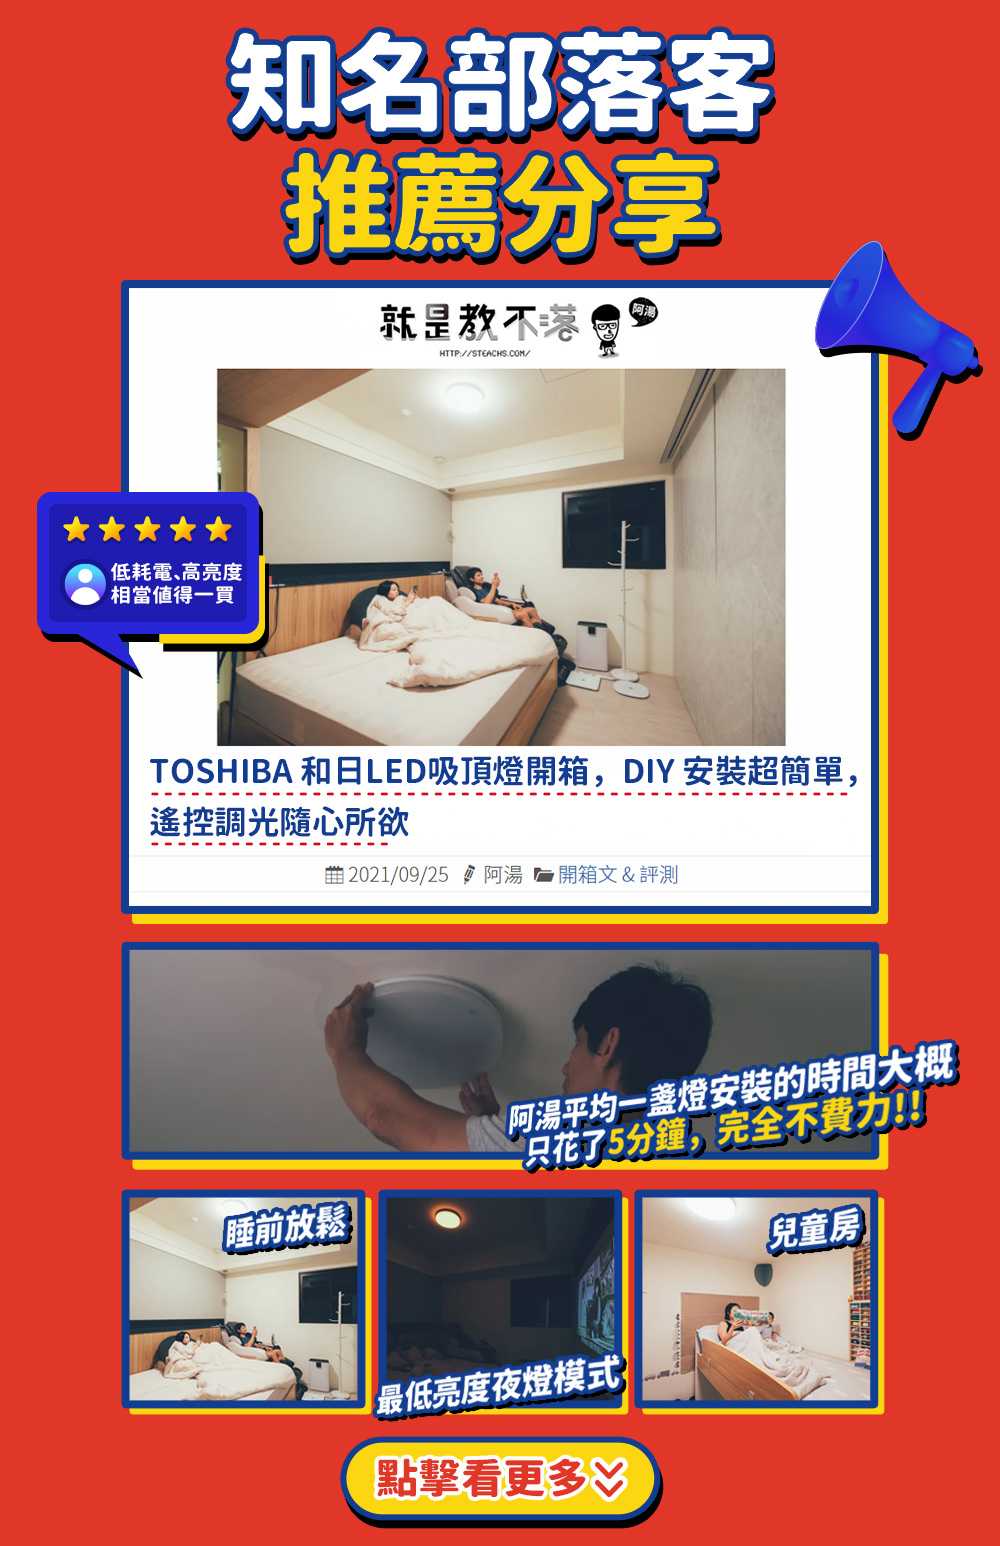 知名部落客
推薦分享
就是教不落
阿湯
HTTP://STEACHS.COM/
低耗電、高亮度
相當值得一買
TOSHIBA 和日LED吸頂燈開箱，DIY 安裝超簡單，
遙控調光隨心所欲
2021/09/25 阿湯 開箱文 & 評測
阿湯平均一盞燈安裝的時間大概
只花了5分鐘，完全不費力!!
睡前放鬆
最低亮度夜燈模式
兒童房
點擊看更多